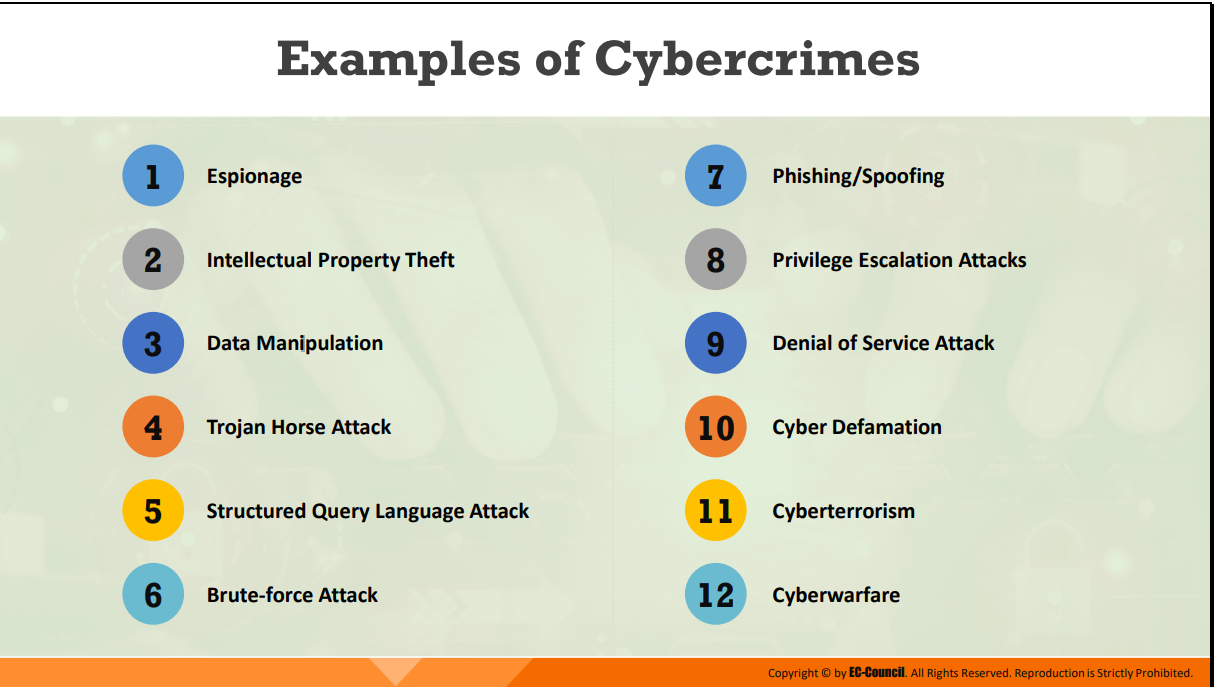 Examples of Cybercrimes
1 Espionage
2 Intellectual Property Theft
3 Data Manipulation
4 Trojan Horse Attack
5 Structured Query Language Attack
6 Brute-force Attack
7 Phishing/Spoofing
8 Privilege Escalation Attacks
9 Denial of Service Attack
10 Cyber Defamation
11 Cyberterrorism
12 Cyberwarfare
Copyright © by EC-Council. All Rights Reserved. Reproduction is Strictly Prohibited.